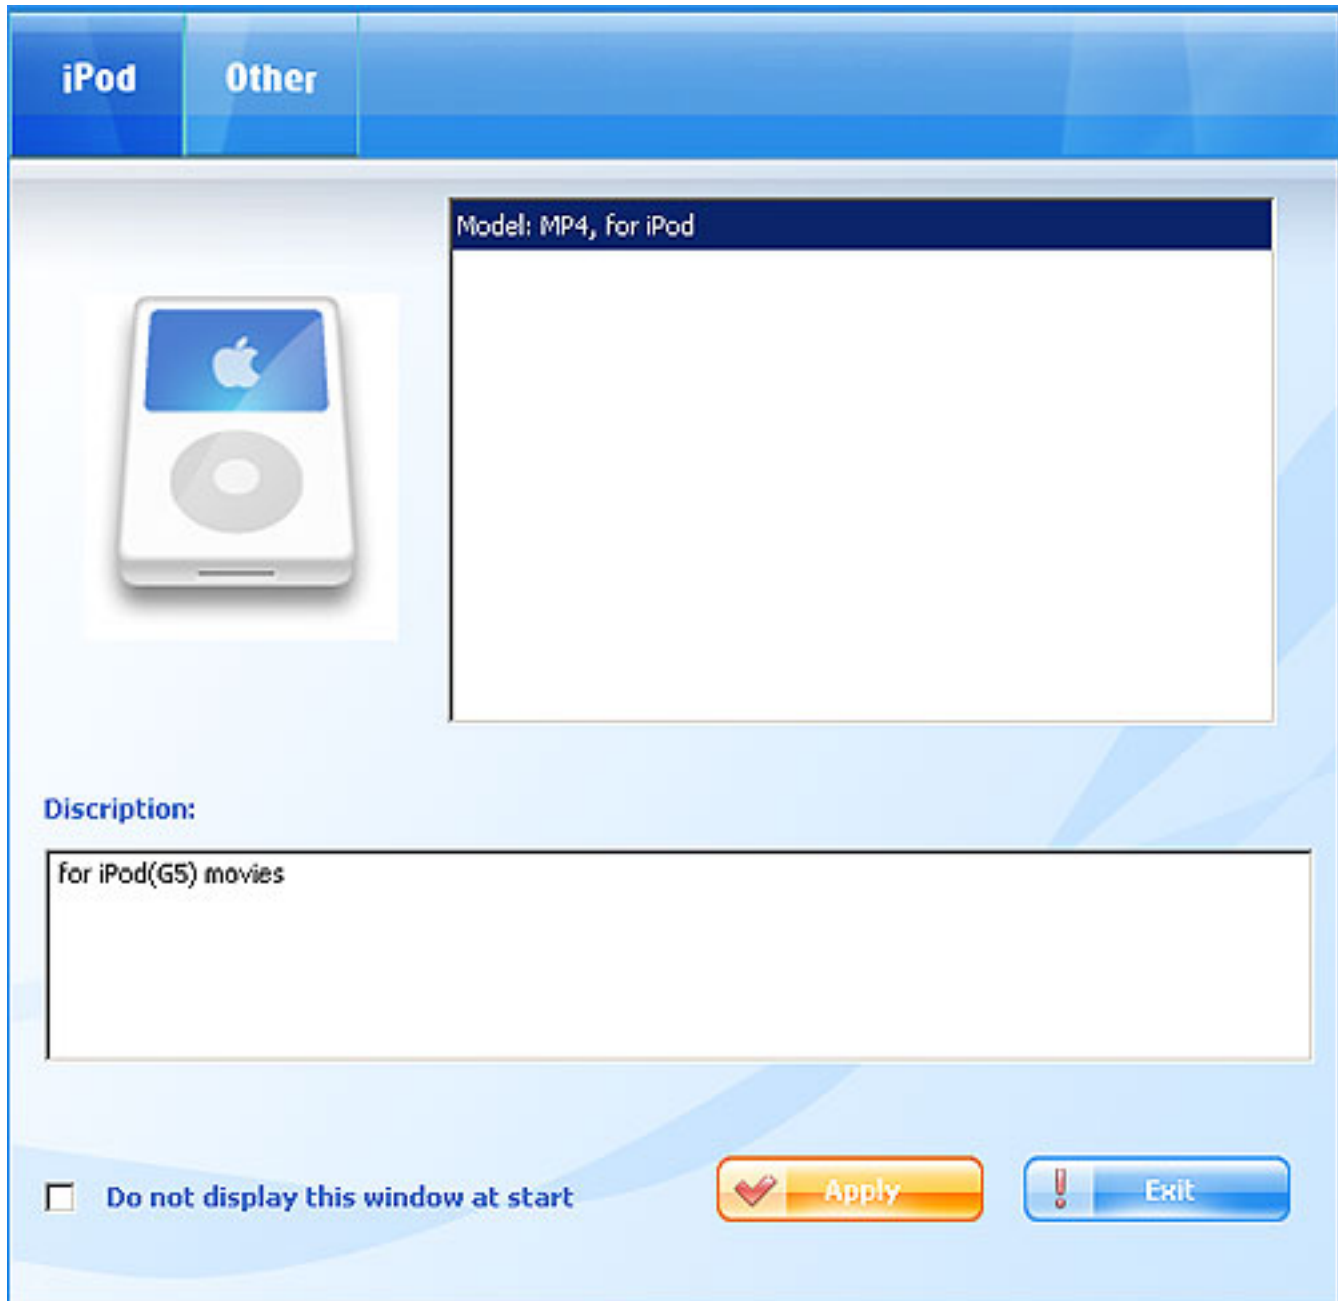 iPod
Other
Model: MP4, for iPod
Discription:
for iPod(G5) movies
Do not display this window at start
Apply
Exit